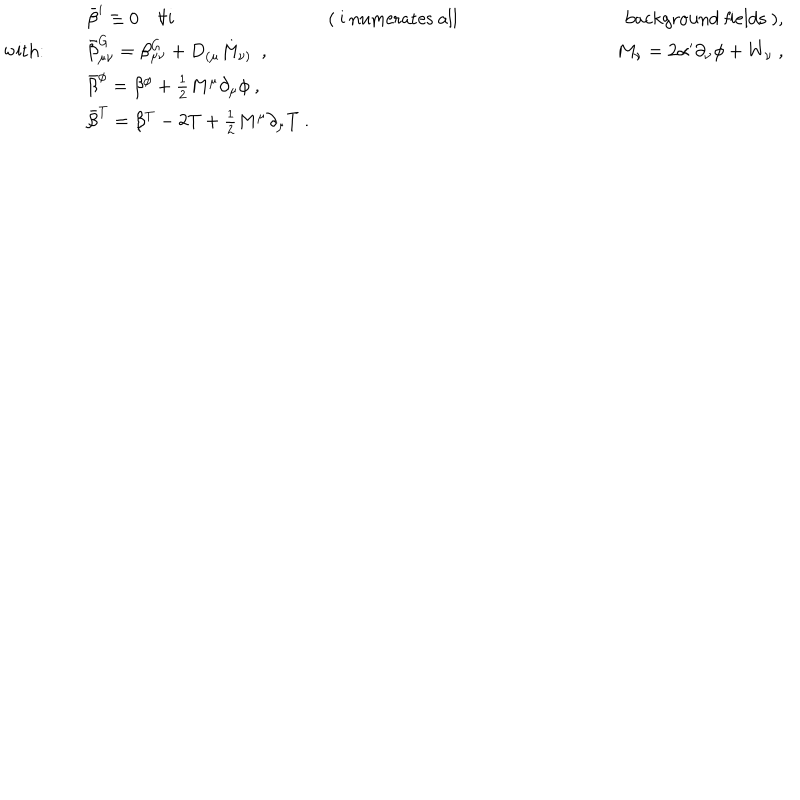 $\bar{\beta}^{i} \equiv 0 \quad \forall i$ ( i numerates all background fields ),
with: $\bar{\beta}^{G}_{\mu\nu} = \beta^{G}_{\mu\nu} + D_{(\mu} M_{\nu)}$ , $M_{\nu} = 2\alpha' \partial_{\nu} \phi + W_{\nu}$ ,
$\bar{\beta}^{\phi} = \beta^{\phi} + \frac{1}{2} M^{\mu} \partial_{\mu} \phi$ ,
$\bar{\beta}^{T} = \beta^{T} - 2T + \frac{1}{2} M^{\mu} \partial_{\mu} T$ .